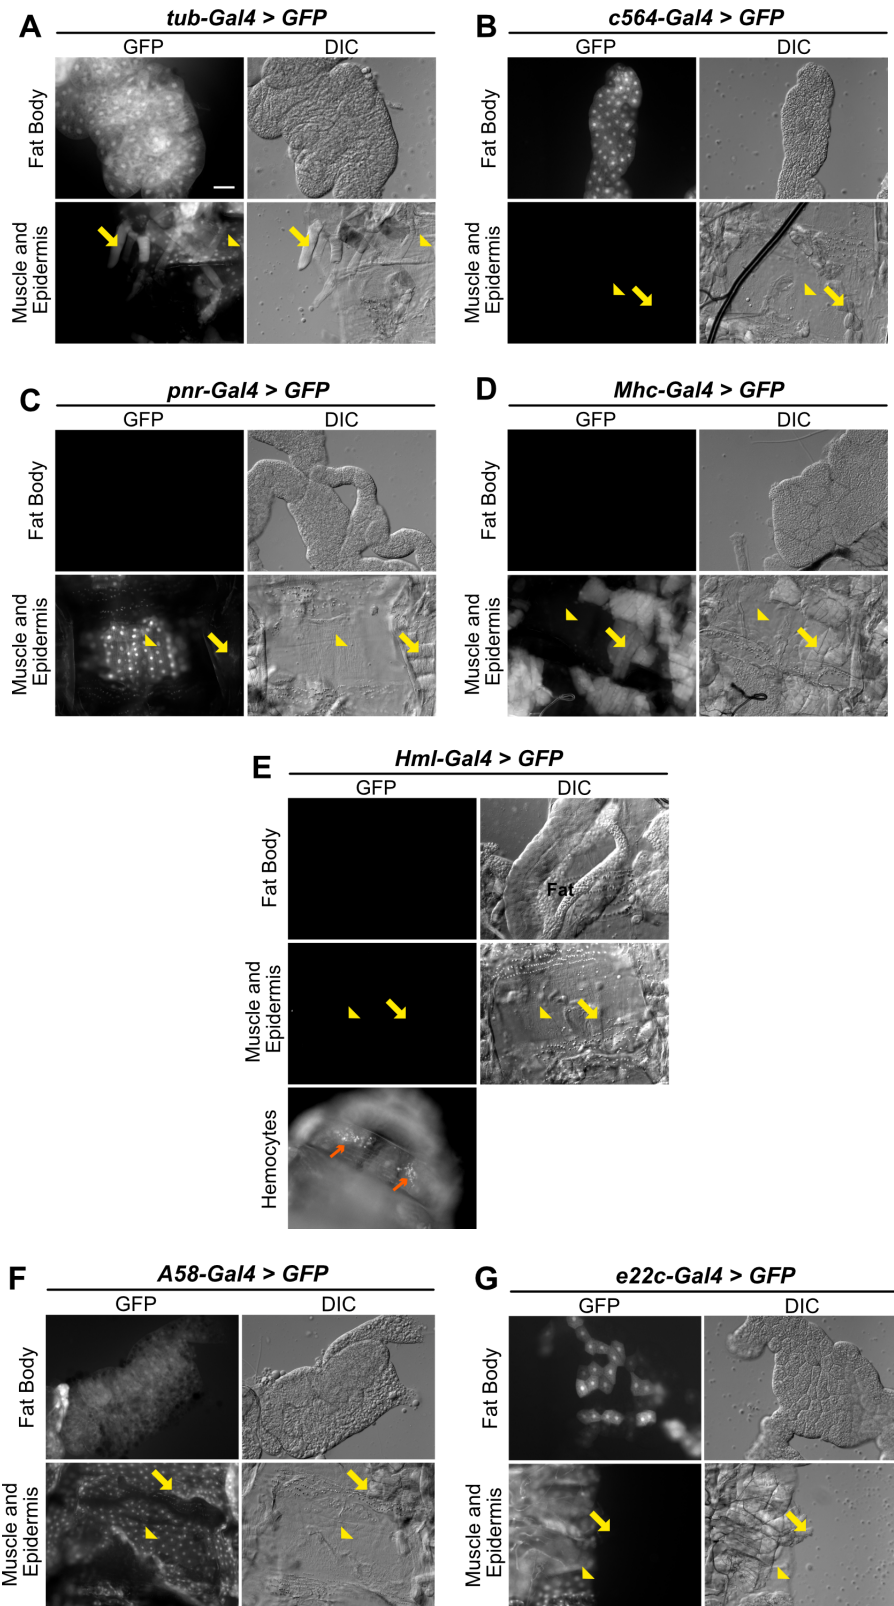 A
tub-Gal4 > GFP
GFP
DIC
Fat Body
Muscle and
Epidermis
B
c564-Gal4 > GFP
GFP
DIC
Fat Body
Muscle and
Epidermis
C
pnr-Gal4 > GFP
GFP
DIC
Fat Body
Muscle and
Epidermis
D
Mhc-Gal4 > GFP
GFP
DIC
Fat Body
Muscle and
Epidermis
E
Hml-Gal4 > GFP
GFP
DIC
Fat Body
Fat
Muscle and
Epidermis
Hemocytes
F
A58-Gal4 > GFP
GFP
DIC
Fat Body
Muscle and
Epidermis
G
e22c-Gal4 > GFP
GFP
DIC
Fat Body
Muscle and
Epidermis